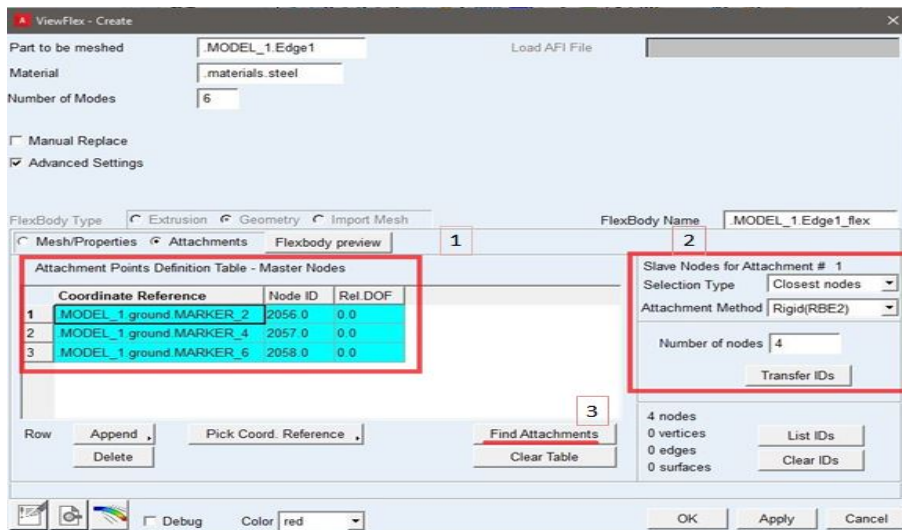 ViewFlex - Create
Part to be meshed .MODEL_1.Edge1 Load AFI File
Material .materials.steel
Number of Modes 6
Manual Replace
Advanced Settings
FlexBody Type Extrusion Geometry Import Mesh FlexBody Name .MODEL_1.Edge1_flex
Mesh/Properties Attachments Flexbody preview 1 2
Attachment Points Definition Table - Master Nodes
Coordinate Reference Node ID Rel.DOF
1 .MODEL_1.ground.MARKER_2 2056.0 0.0
2 .MODEL_1.ground.MARKER_4 2057.0 0.0
3 .MODEL_1.ground.MARKER_6 2058.0 0.0
Slave Nodes for Attachment # 1
Selection Type Closest nodes
Attachment Method Rigid(RBE2)
Number of nodes 4
Transfer IDs
3
Row Append Pick Coord. Reference Find Attachments
Delete Clear Table
4 nodes
0 vertices
0 edges
0 surfaces
List IDs
Clear IDs
Debug Color red OK Apply Cancel